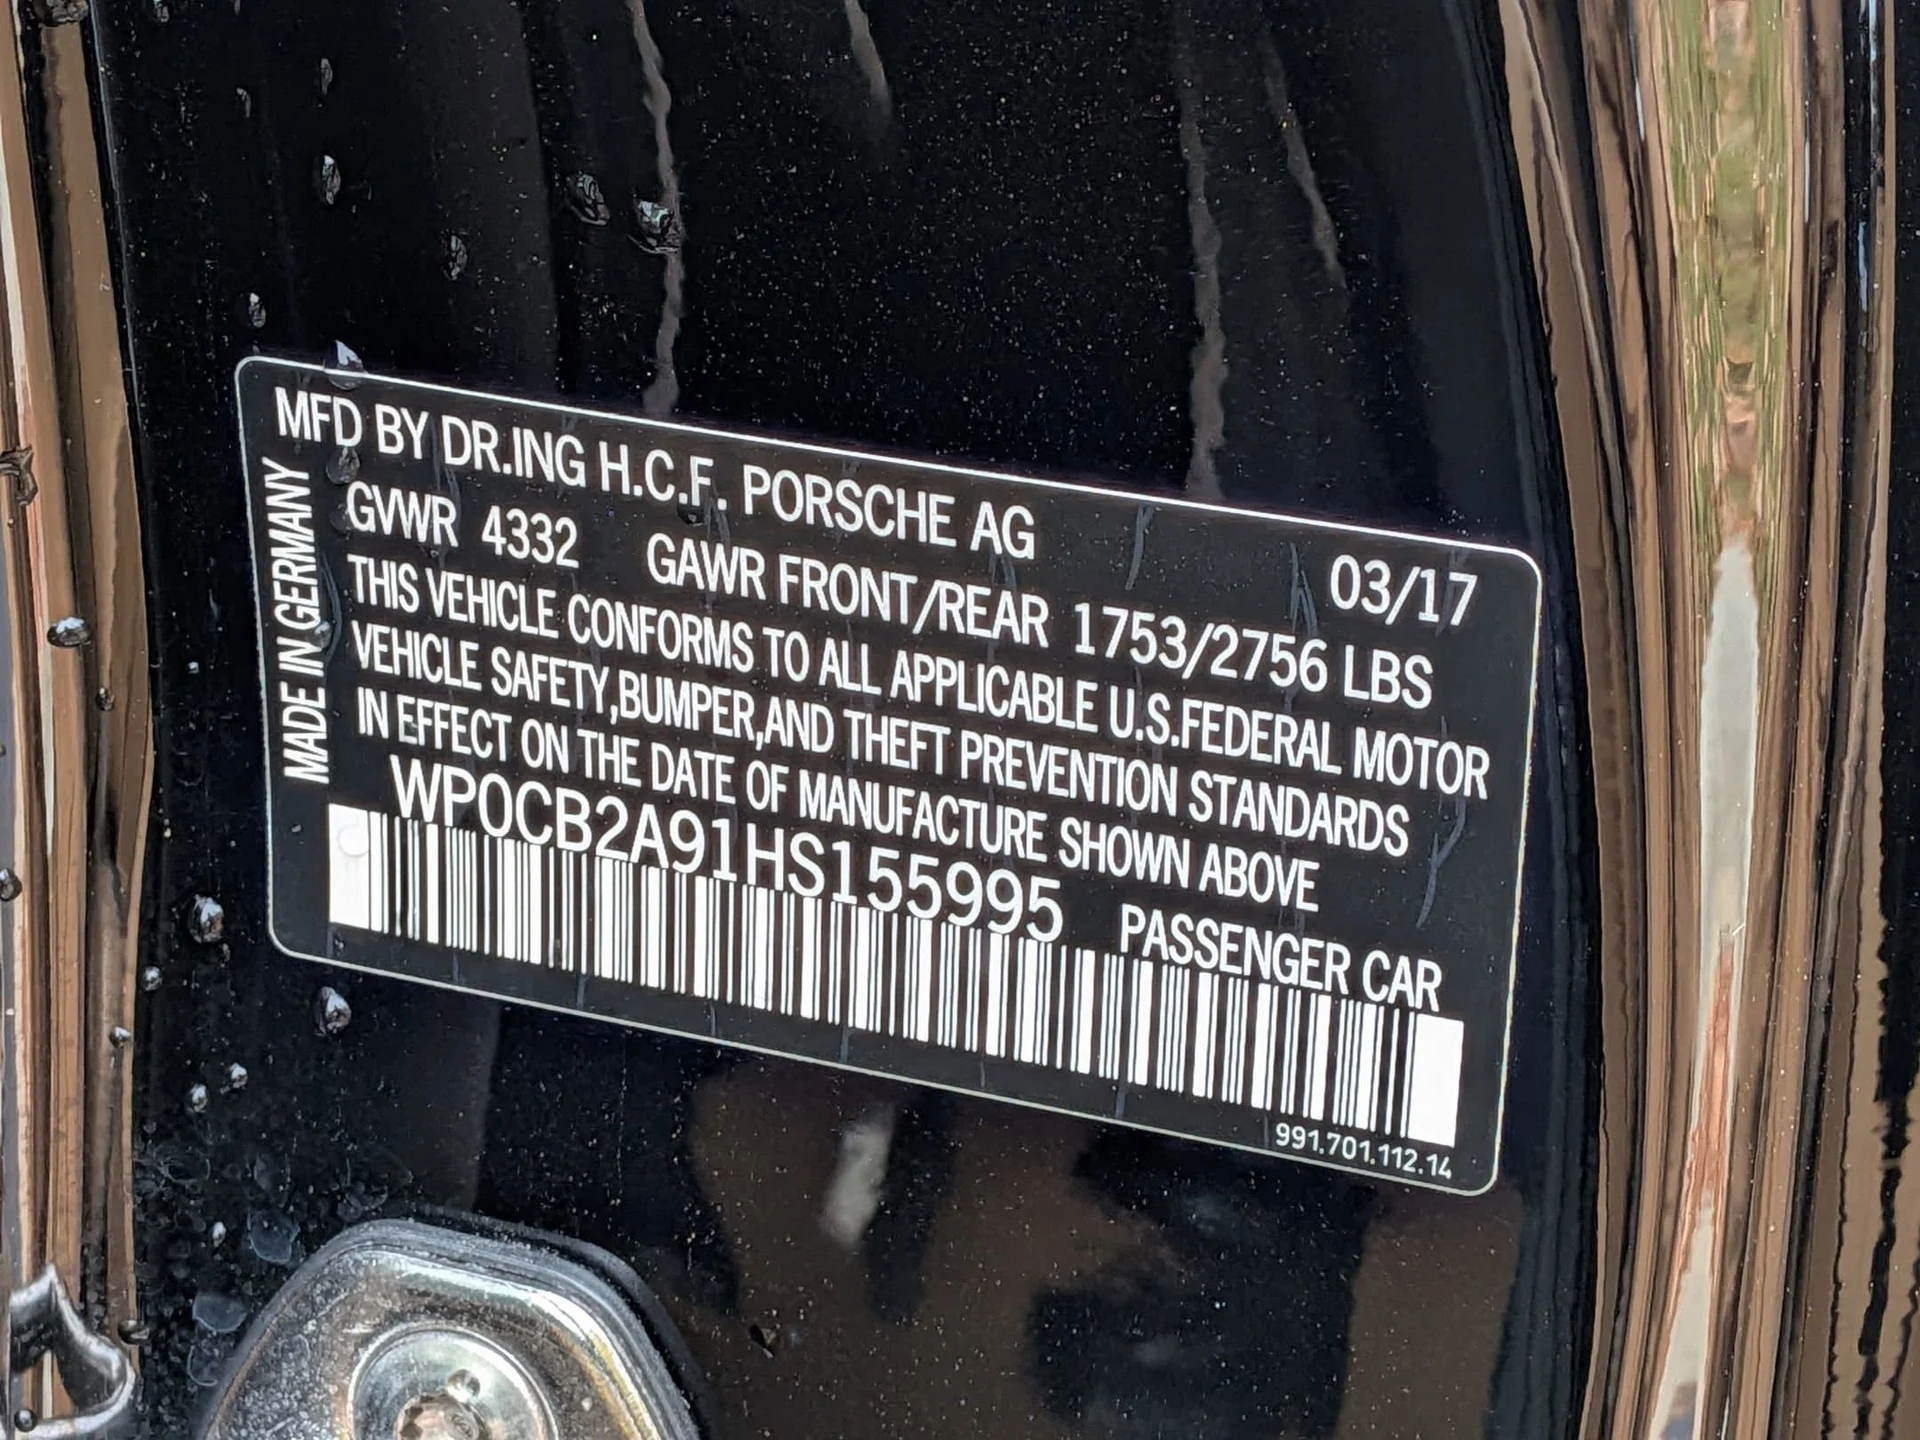 MFD BY DR.ING H.C.F. PORSCHE AG
03/17
GVWR 4332 GAWR FRONT/REAR 1753/2756 LBS
THIS VEHICLE CONFORMS TO ALL APPLICABLE U.S.FEDERAL MOTOR
VEHICLE SAFETY,BUMPER,AND THEFT PREVENTION STANDARDS
IN EFFECT ON THE DATE OF MANUFACTURE SHOWN ABOVE
WP0CB2A91HS155995 PASSENGER CAR
MADE IN GERMANY
991.701.112.14